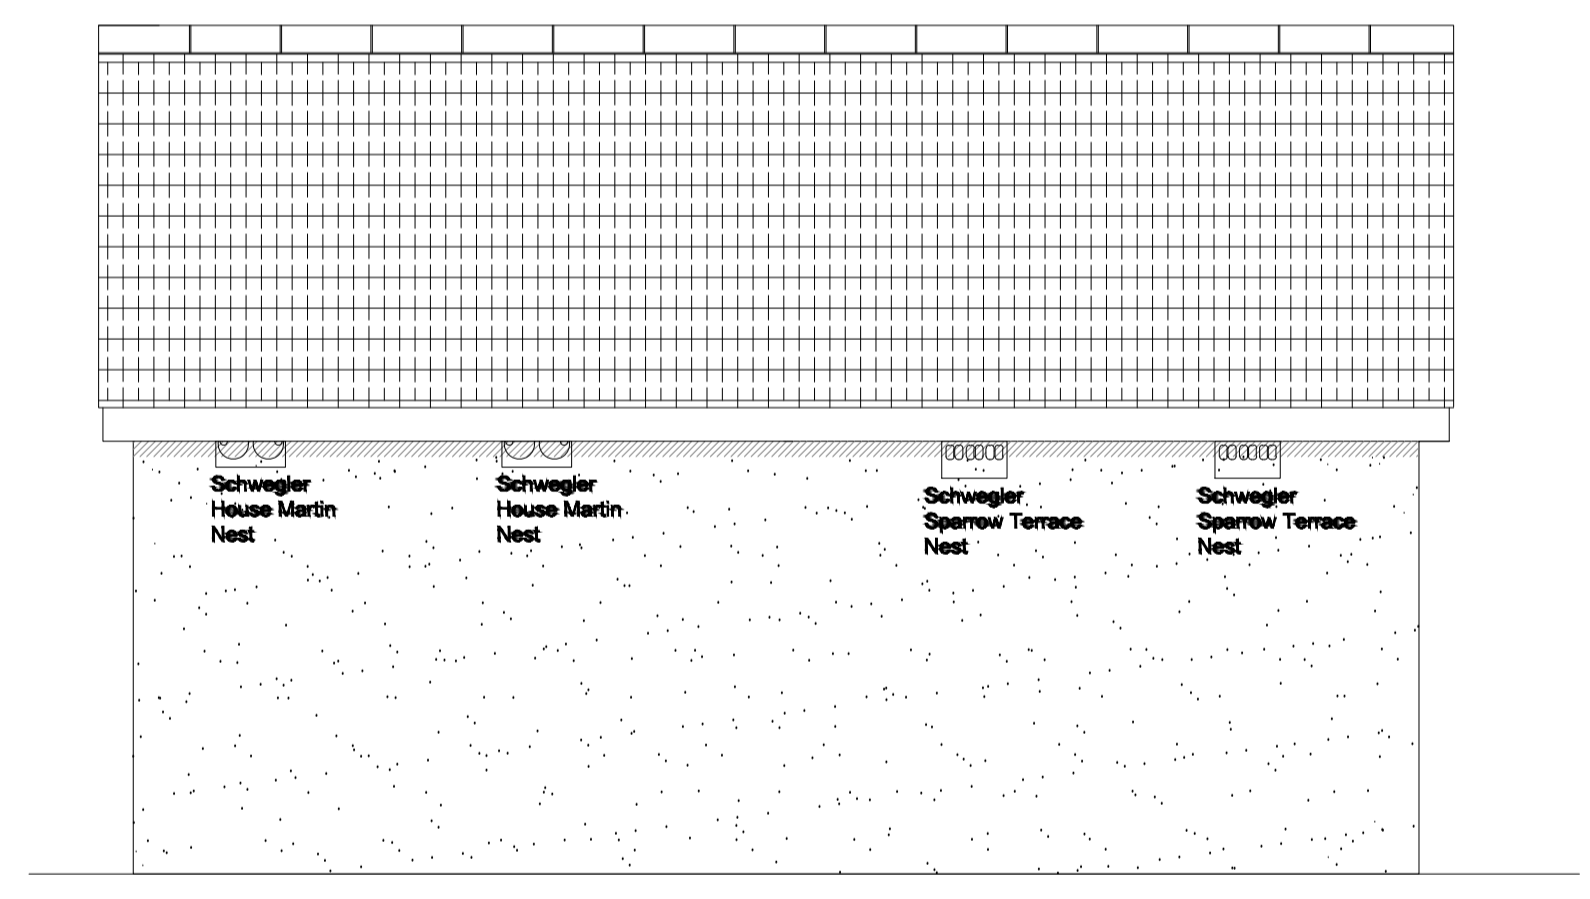 Schwegler
House Martin
Nest
Schwegler
House Martin
Nest
Schwegler
Sparrow Terrace
Nest
Schwegler
Sparrow Terrace
Nest